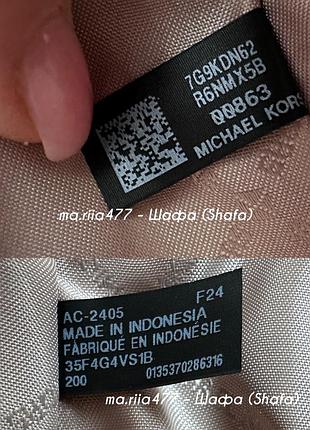 7G9KDN62
R6NMX5B
00863
MICHAEL KORS
ma.riia477 - Шафа (Shafa)
F24
AC-2405
MADE IN INDONESIA
FABRIQUÉ EN INDONÉSIE
35F4G4VS1B
200 0135370286316
ma.riia477 - Шафа (Shafa)